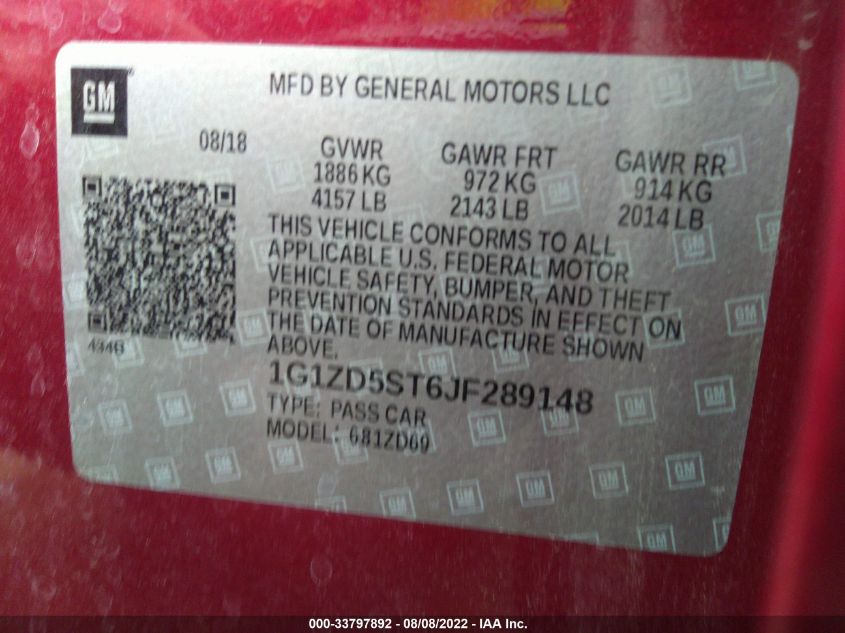 GM
MFD BY GENERAL MOTORS LLC
08/18
GVWR
1886 KG
4157 LB
GAWR FRT
972 KG
2143 LB
GAWR RR
914 KG
2014 LB
THIS VEHICLE CONFORMS TO ALL
APPLICABLE U.S. FEDERAL MOTOR
VEHICLE SAFETY, BUMPER, AND THEFT
PREVENTION STANDARDS IN EFFECT ON
THE DATE OF MANUFACTURE SHOWN
ABOVE.
434G
1G1ZD5ST6JF289148
TYPE: PASS CAR
MODEL: 681ZD69
000-33797892 - 08/08/2022 - IAA Inc.